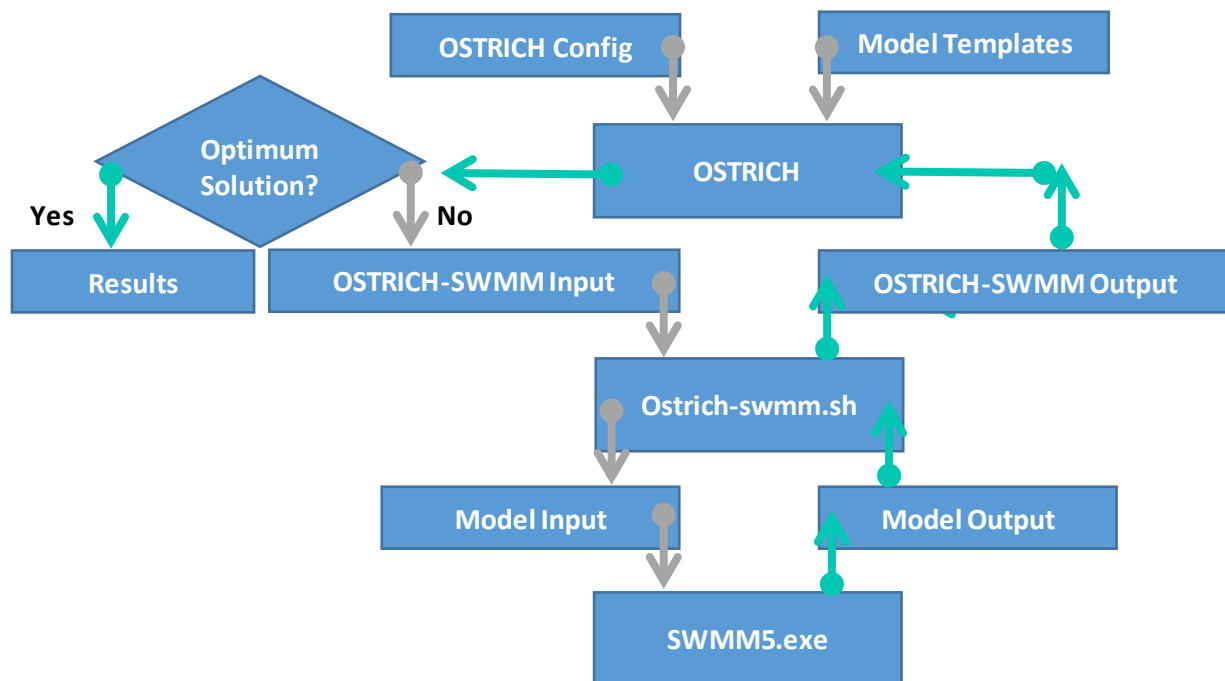 OSTRICH Config
Model Templates
Optimum
Solution?
OSTRICH
Yes
No
Results
OSTRICH-SWMM Input
OSTRICH-SWMM Output
Ostrich-swmm.sh
Model Input
Model Output
SWMM5.exe